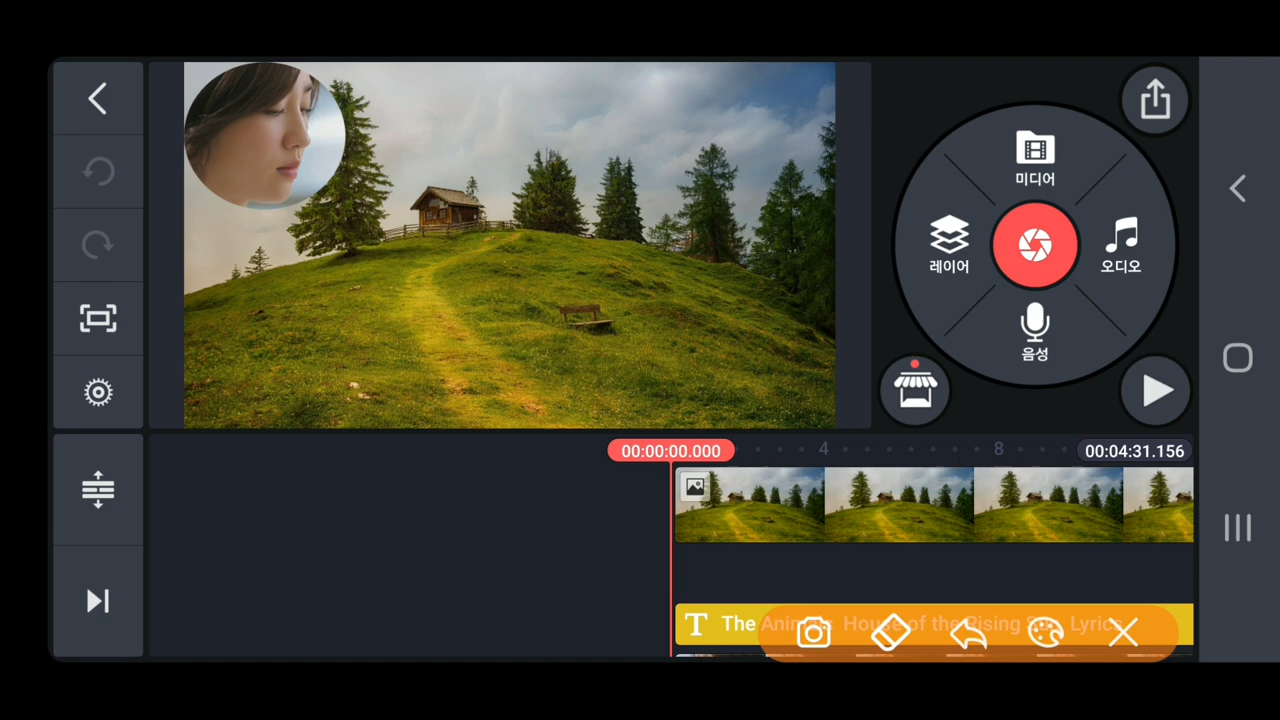 미디어
레이어
오디오
음성
00:00:00.000
4
8
00:04:31.156
T The Animals House of the Rising Sun Lyrics